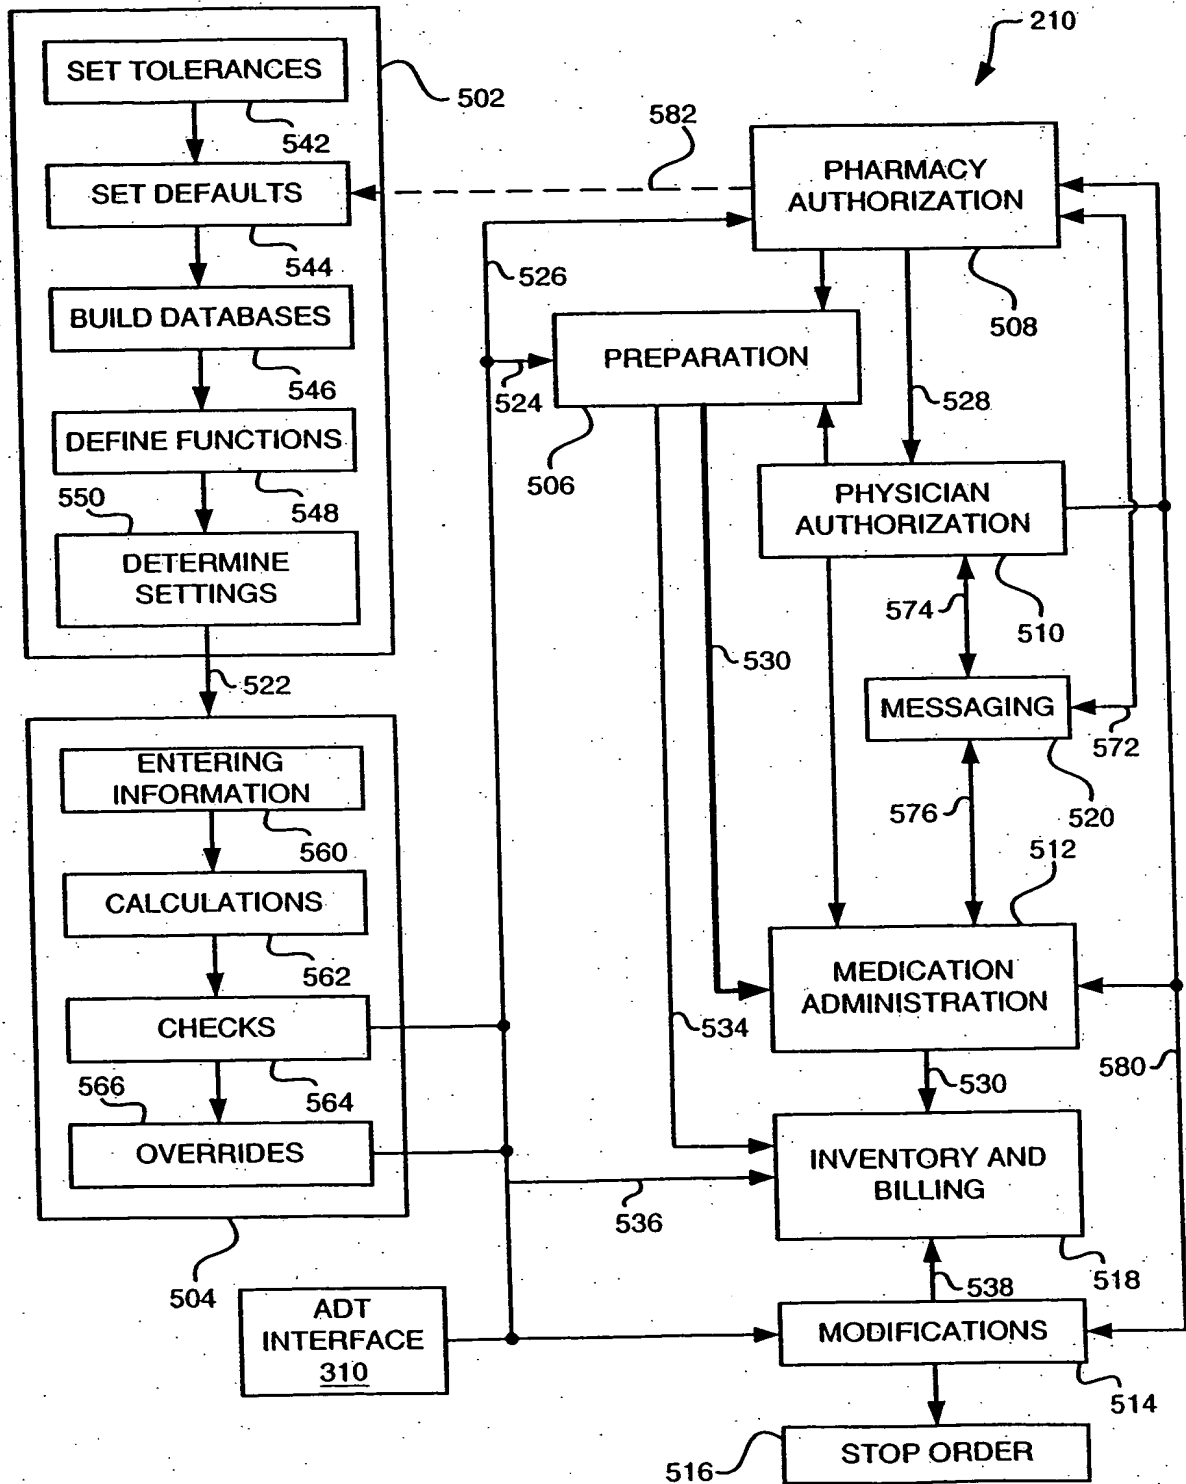 210
SET TOLERANCES
502
542
582
PHARMACY
AUTHORIZATION
SET DEFAULTS
544
526
508
BUILD DATABASES
PREPARATION
546
524
528
DEFINE FUNCTIONS
506
550
548
PHYSICIAN
AUTHORIZATION
DETERMINE
SETTINGS
574
510
530
522
MESSAGING
572
ENTERING
INFORMATION
576
520
560
512
CALCULATIONS
562
MEDICATION
ADMINISTRATION
CHECKS
534
580
566
564
530
OVERRIDES
INVENTORY AND
BILLING
536
504
518
538
ADT
INTERFACE
310
MODIFICATIONS
514
516
STOP ORDER